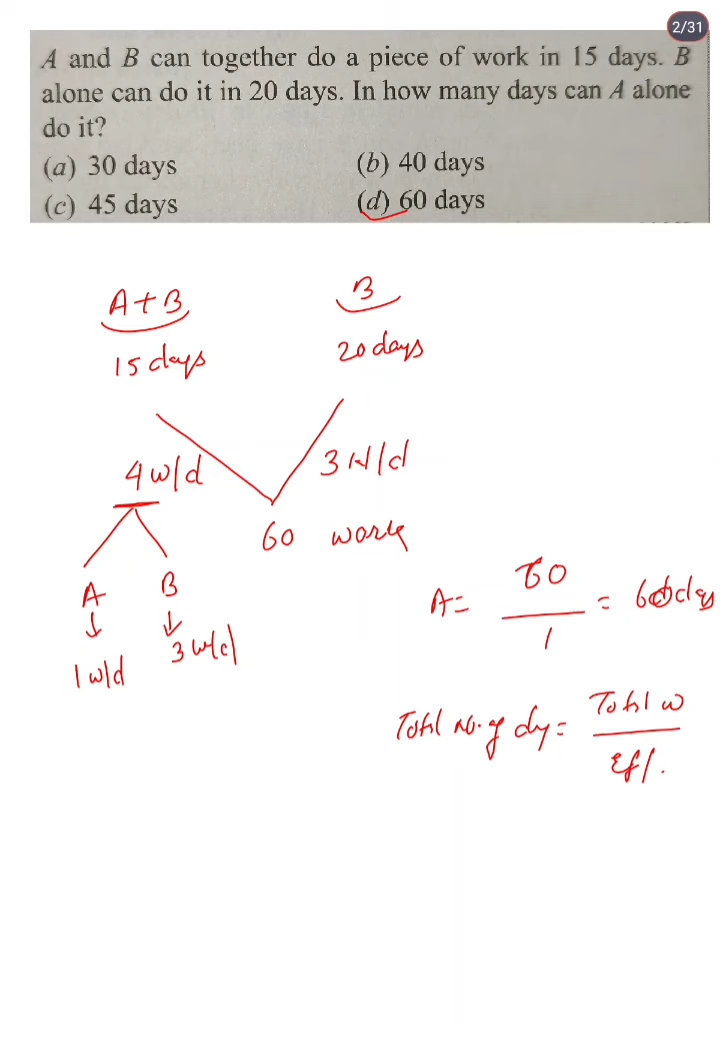 2/31
A and B can together do a piece of work in 15 days. B
alone can do it in 20 days. In how many days can A alone
do it?
(a) 30 days (b) 40 days
(c) 45 days (d) 60 days
A+B B
15 days 20 days
4 w/d 3 W/d
60 work
A B
1 w/d 3 w/d
A = 60 / 1 = 60 days
Total No. of dy = Total w / Eff.